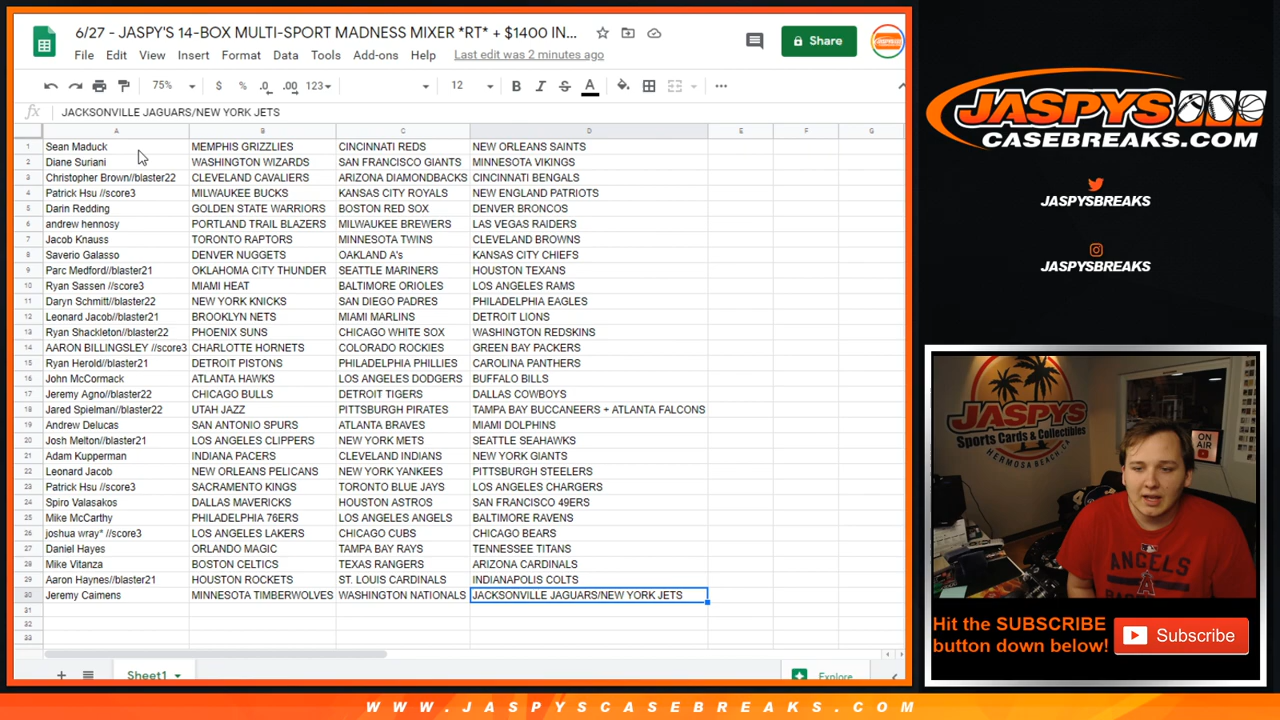 6/27 - JASPY'S 14-BOX MULTI-SPORT MADNESS MIXER *RT* + $1400 IN...
Share
File Edit View Insert Format Data Tools Add-ons Help Last edit was 2 minutes ago
75% $ % .0 .00 123 12 B I S A
fx JACKSONVILLE JAGUARS/NEW YORK JETS
A B C D E F G
1 Sean Maduck MEMPHIS GRIZZLIES CINCINNATI REDS NEW ORLEANS SAINTS
2 Diane Suriani WASHINGTON WIZARDS SAN FRANCISCO GIANTS MINNESOTA VIKINGS
3 Christopher Brown//blaster22 CLEVELAND CAVALIERS ARIZONA DIAMONDBACKS CINCINNATI BENGALS
4 Patrick Hsu //score3 MILWAUKEE BUCKS KANSAS CITY ROYALS NEW ENGLAND PATRIOTS
5 Darin Redding GOLDEN STATE WARRIORS BOSTON RED SOX DENVER BRONCOS
6 andrew hennosy PORTLAND TRAIL BLAZERS MILWAUKEE BREWERS LAS VEGAS RAIDERS
7 Jacob Knauss TORONTO RAPTORS MINNESOTA TWINS CLEVELAND BROWNS
8 Saverio Galasso DENVER NUGGETS OAKLAND A's KANSAS CITY CHIEFS
9 Parc Medford//blaster21 OKLAHOMA CITY THUNDER SEATTLE MARINERS HOUSTON TEXANS
10 Ryan Sassen //score3 MIAMI HEAT BALTIMORE ORIOLES LOS ANGELES RAMS
11 Daryn Schmitt//blaster22 NEW YORK KNICKS SAN DIEGO PADRES PHILADELPHIA EAGLES
12 Leonard Jacob//blaster21 BROOKLYN NETS MIAMI MARLINS DETROIT LIONS
13 Ryan Shackleton//blaster22 PHOENIX SUNS CHICAGO WHITE SOX WASHINGTON REDSKINS
14 AARON BILLINGSLEY //score3 CHARLOTTE HORNETS COLORADO ROCKIES GREEN BAY PACKERS
15 Ryan Herold//blaster21 DETROIT PISTONS PHILADELPHIA PHILLIES CAROLINA PANTHERS
16 John McCormack ATLANTA HAWKS LOS ANGELES DODGERS BUFFALO BILLS
17 Jeremy Agno//blaster22 CHICAGO BULLS DETROIT TIGERS DALLAS COWBOYS
18 Jared Spielman//blaster22 UTAH JAZZ PITTSBURGH PIRATES TAMPA BAY BUCCANEERS + ATLANTA FALCONS
19 Andrew Delucas SAN ANTONIO SPURS ATLANTA BRAVES MIAMI DOLPHINS
20 Josh Melton//blaster21 LOS ANGELES CLIPPERS NEW YORK METS SEATTLE SEAHAWKS
21 Adam Kupperman INDIANA PACERS CLEVELAND INDIANS NEW YORK GIANTS
22 Leonard Jacob NEW ORLEANS PELICANS NEW YORK YANKEES PITTSBURGH STEELERS
23 Patrick Hsu //score3 SACRAMENTO KINGS TORONTO BLUE JAYS LOS ANGELES CHARGERS
24 Spiro Valasakos DALLAS MAVERICKS HOUSTON ASTROS SAN FRANCISCO 49ERS
25 Mike McCarthy PHILADELPHIA 76ERS LOS ANGELES ANGELS BALTIMORE RAVENS
26 joshua wray* //score3 LOS ANGELES LAKERS CHICAGO CUBS CHICAGO BEARS
27 Daniel Hayes ORLANDO MAGIC TAMPA BAY RAYS TENNESSEE TITANS
28 Mike Vitanza BOSTON CELTICS TEXAS RANGERS ARIZONA CARDINALS
29 Aaron Haynes//blaster21 HOUSTON ROCKETS ST. LOUIS CARDINALS INDIANAPOLIS COLTS
30 Jeremy Caimens MINNESOTA TIMBERWOLVES WASHINGTON NATIONALS JACKSONVILLE JAGUARS/NEW YORK JETS
31
32
33
Sheet1 Explore
JASPYS
CASEBREAKS.COM
JASPYSBREAKS
JASPYSBREAKS
JASPYS
Sports Cards & Collectibles
HERMOSA BEACH, CA
ON AIR
ANGELS
Hit the SUBSCRIBE
button down below!
Subscribe
WWW.JASPYSCASEBREAKS.COM